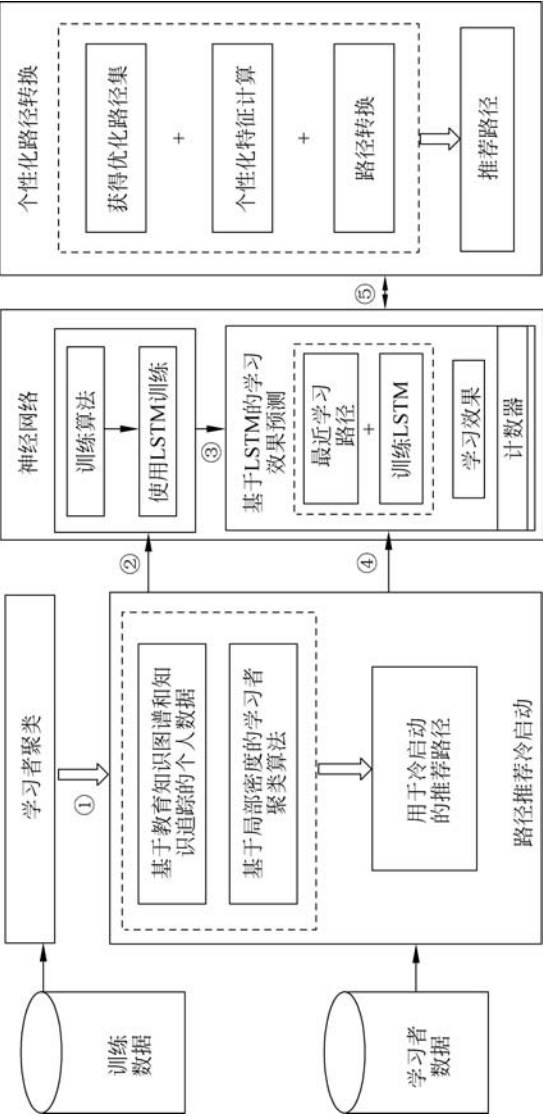 训练
数据
学习者
数据
学习者聚类
①
基于教育知识图谱和知
识追踪的个人数据
基于局部密度的学习者
聚类算法
用于冷启动
的推荐路径
路径推荐冷启动
②
④
神经网络
训练算法
使用LSTM训练
③
基于LSTM的学习
效果预测
最近学习
路径
+
训练LSTM
学习效果
计数器
⑤
个性化路径转换
获得优化路径集
+
个性化特征计算
+
路径转换
推荐路径